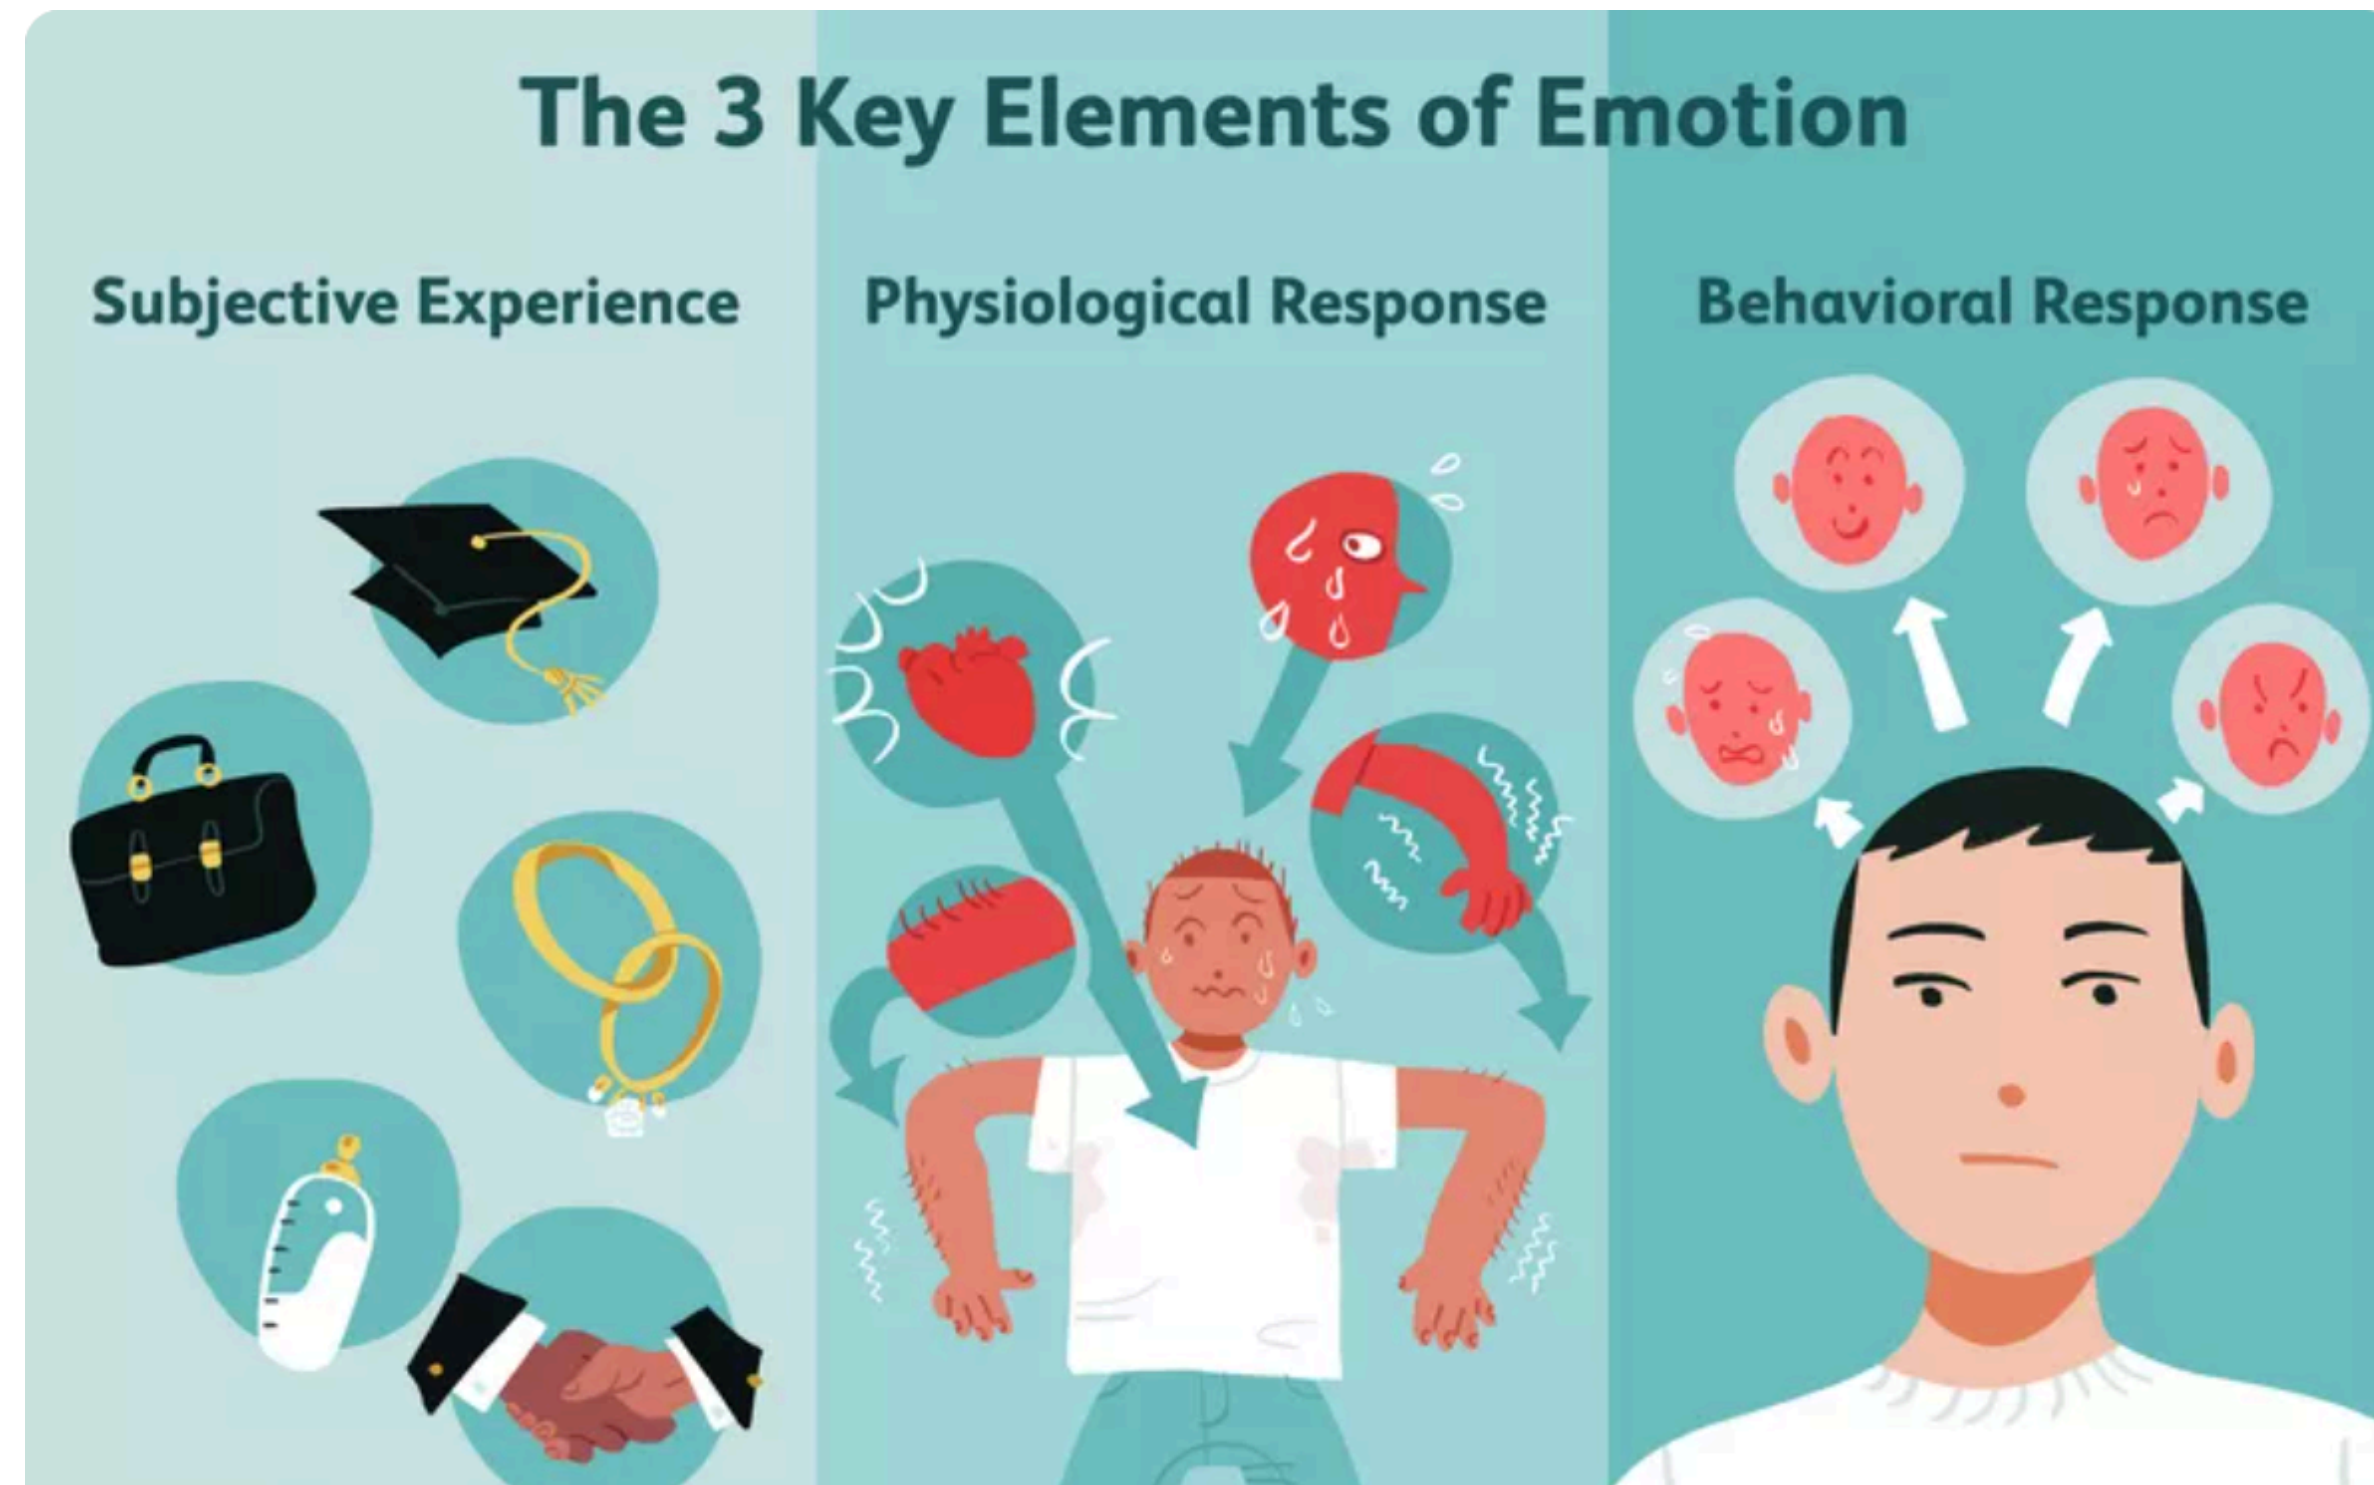 The 3 Key Elements of Emotion
Subjective Experience
Physiological Response
Behavioral Response